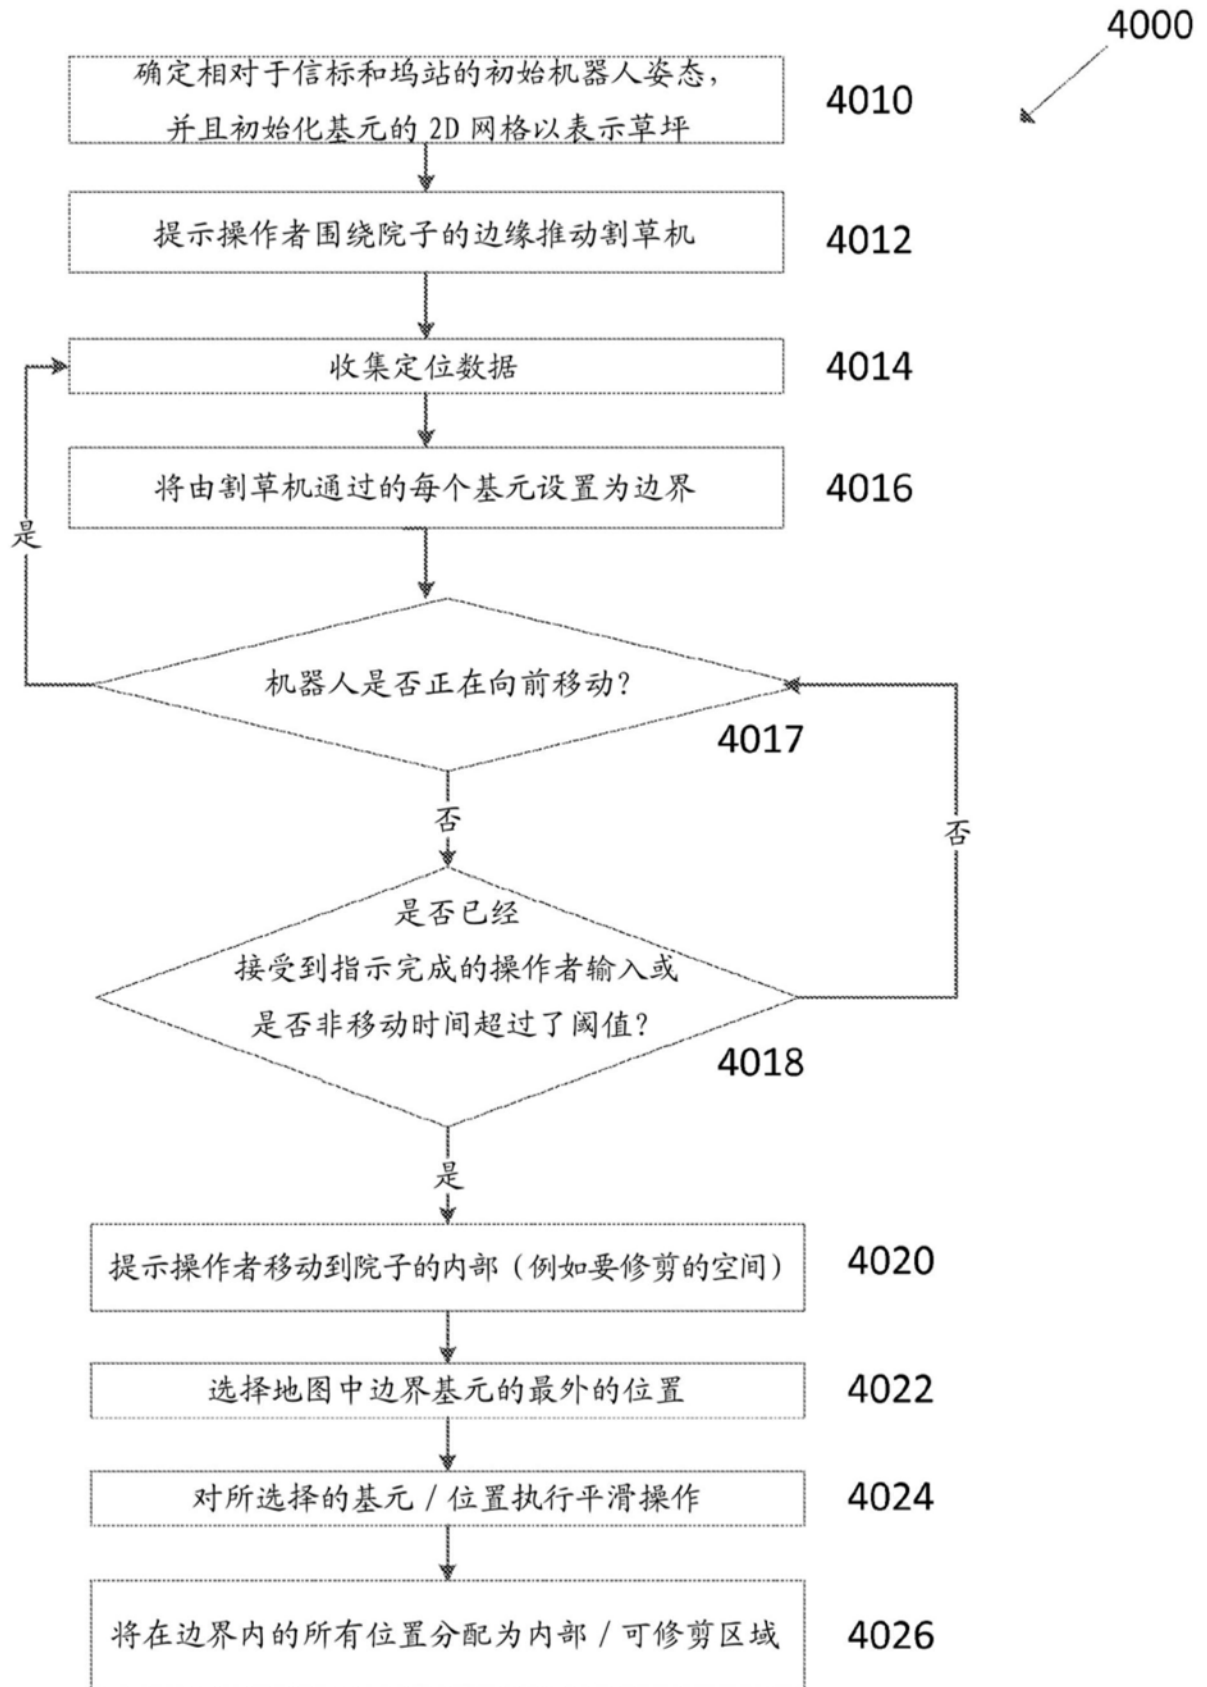 4000
确定相对于信标和坞站的初始机器人姿态,
并且初始化基元的 2D 网格以表示草坪
4010
提示操作者围绕院子的边缘推动割草机
4012
收集定位数据
4014
将由割草机通过的每个基元设置为边界
4016
是
机器人是否正在向前移动?
4017
否
否
是否已经
接受到指示完成的操作者输入或
是否非移动时间超过了阈值?
4018
是
提示操作者移动到院子的内部（例如要修剪的空间）
4020
选择地图中边界基元的最外的位置
4022
对所选择的基元 / 位置执行平滑操作
4024
将在边界内的所有位置分配为内部 / 可修剪区域
4026